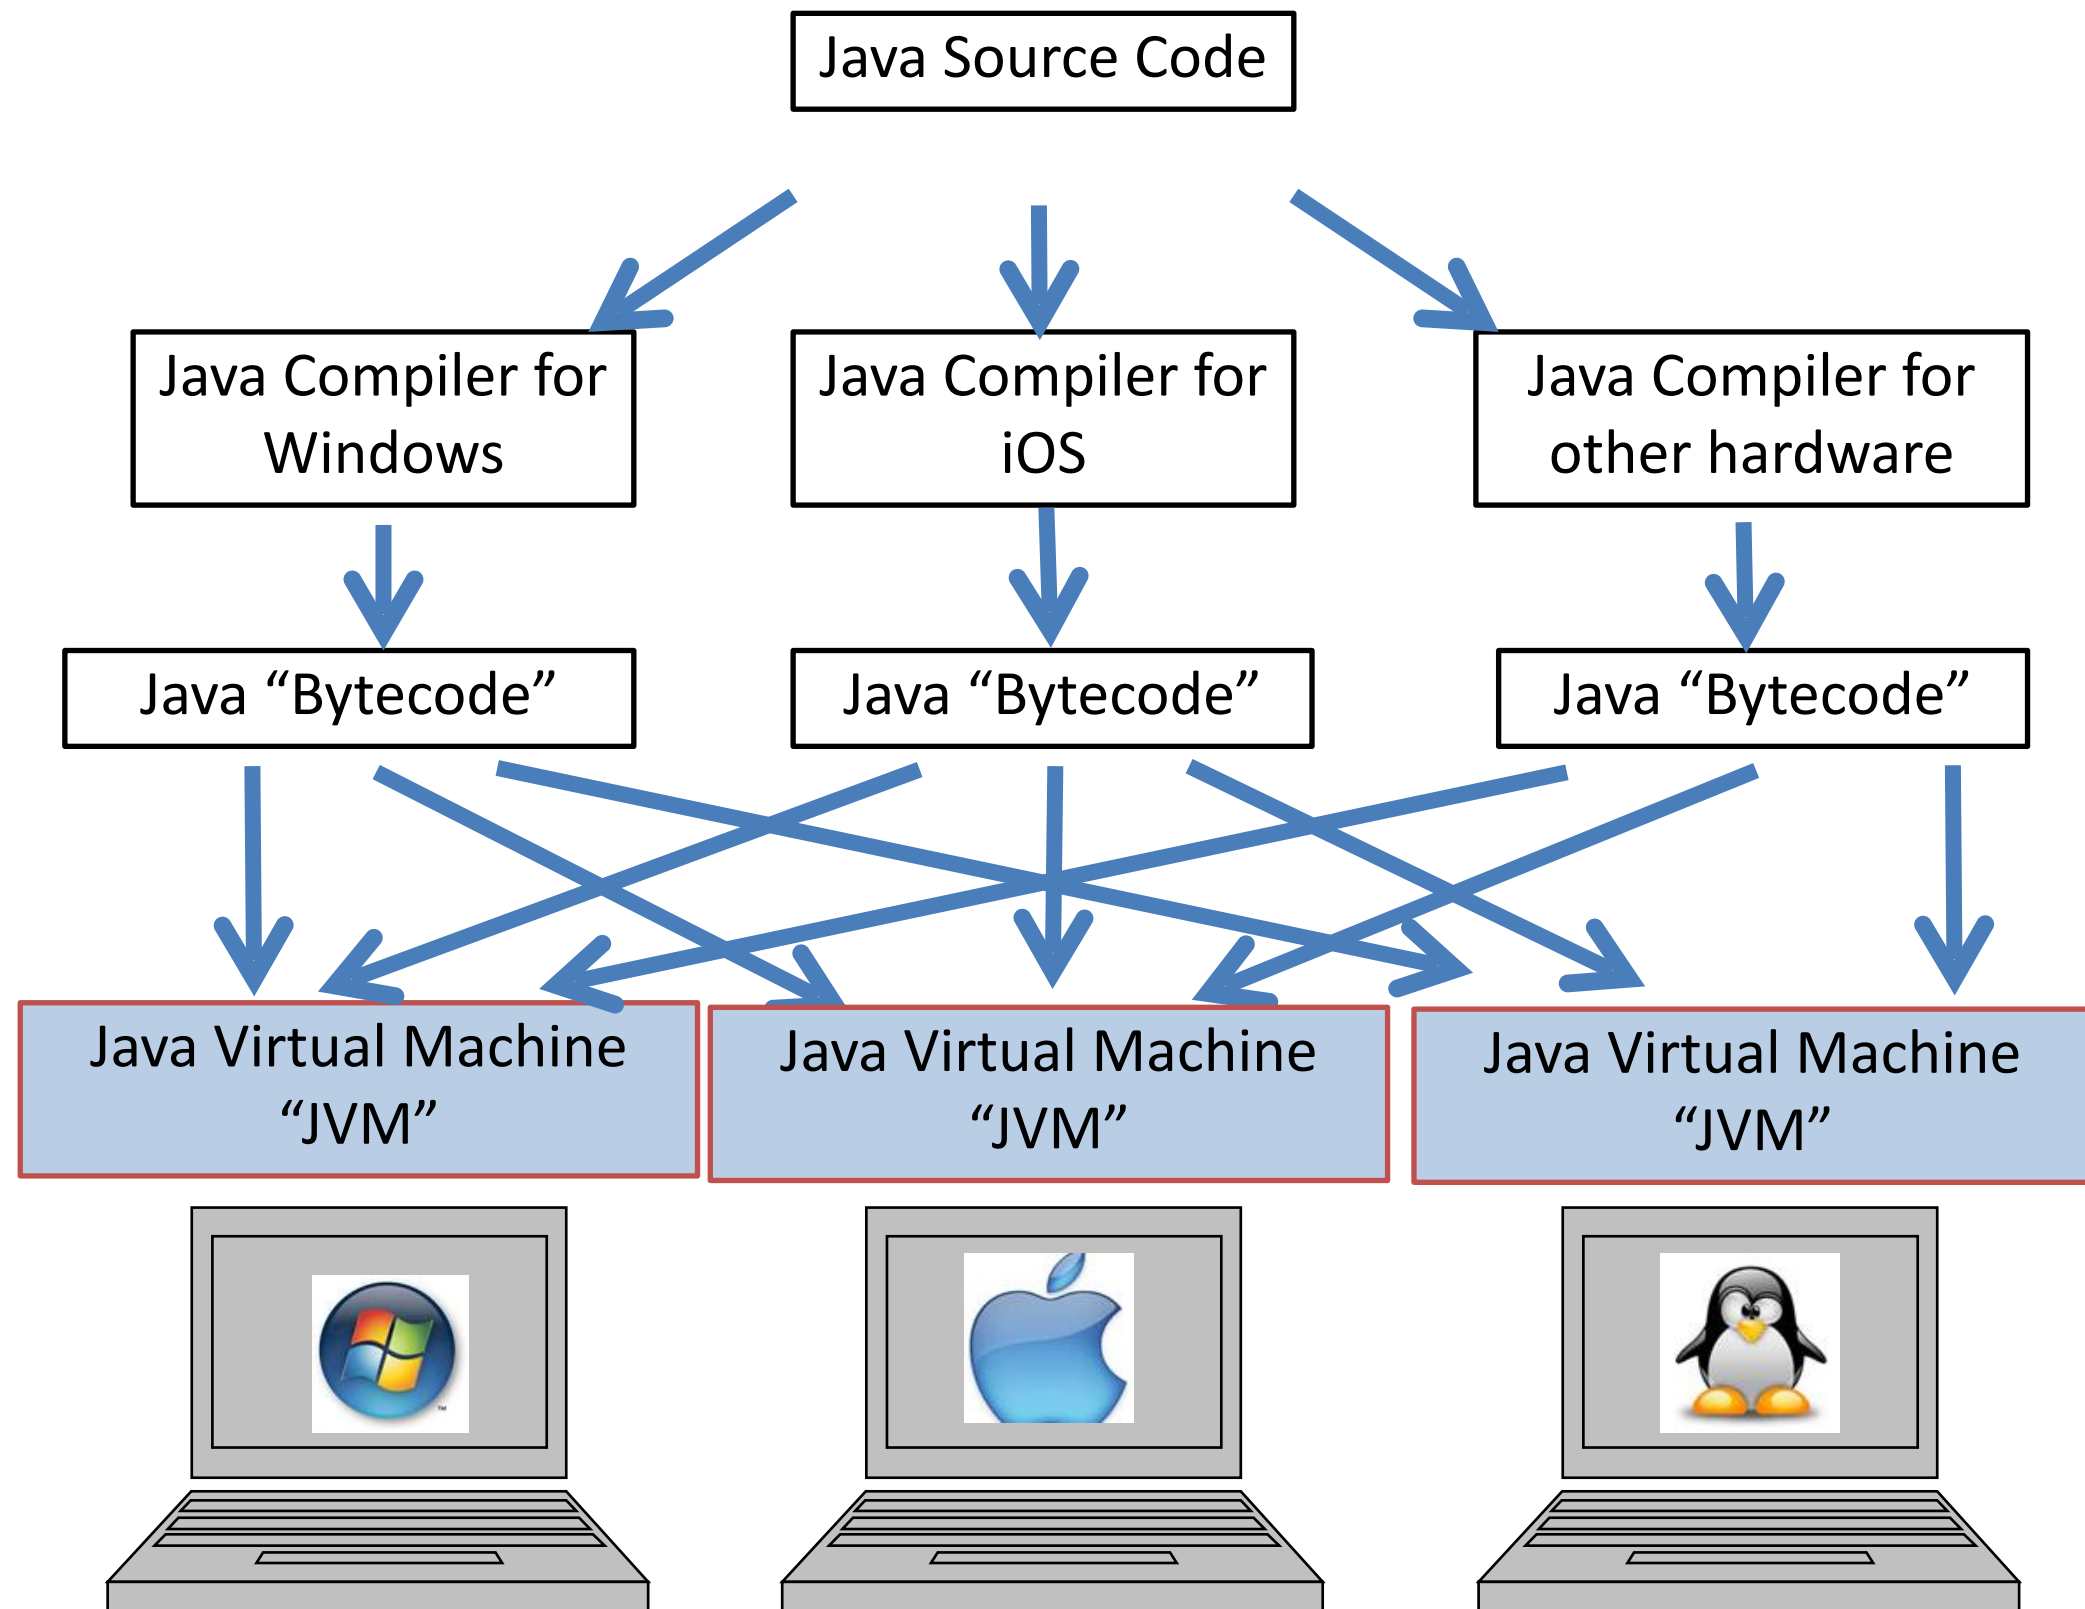 Java Source Code
Java Compiler for
Windows
Java Compiler for
iOS
Java Compiler for
other hardware
Java “Bytecode”
Java “Bytecode”
Java “Bytecode”
Java Virtual Machine
“JVM”
Java Virtual Machine
“JVM”
Java Virtual Machine
“JVM”
™